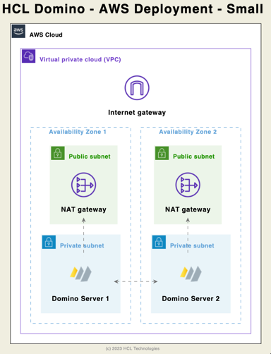 HCL Domino - AWS Deployment - Small
aws
AWS Cloud
Virtual private cloud (VPC)
Internet gateway
Availability Zone 1
Availability Zone 2
Public subnet
Public subnet
NAT gateway
NAT gateway
Private subnet
Private subnet
Domino Server 1
Domino Server 2
(c) 2023 HCL Technologies